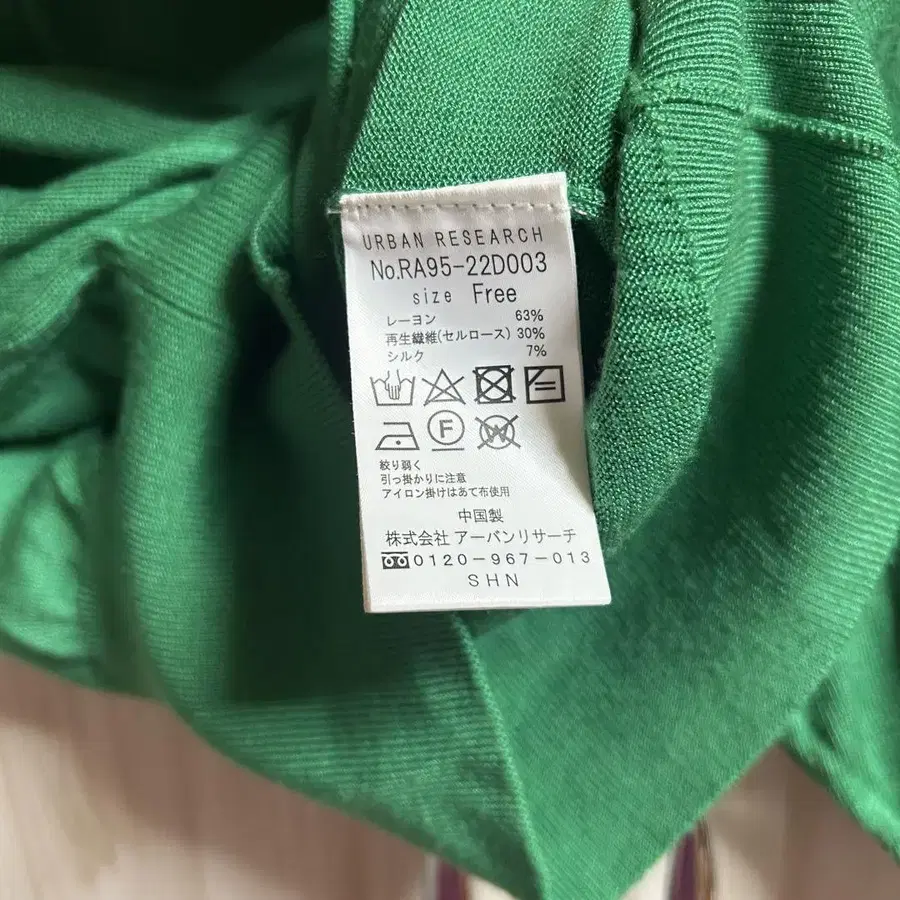 URBAN RESEARCH
No.RA95-22D003
size Free
レーヨン 63%
再生繊維(セルロース) 30%
シルク 7%
F
W
絞り弱く
引っ掛かりに注意
アイロン掛けはあて布使用
中国製
株式会社 アーバンリサーチ
0120-967-013
SHN